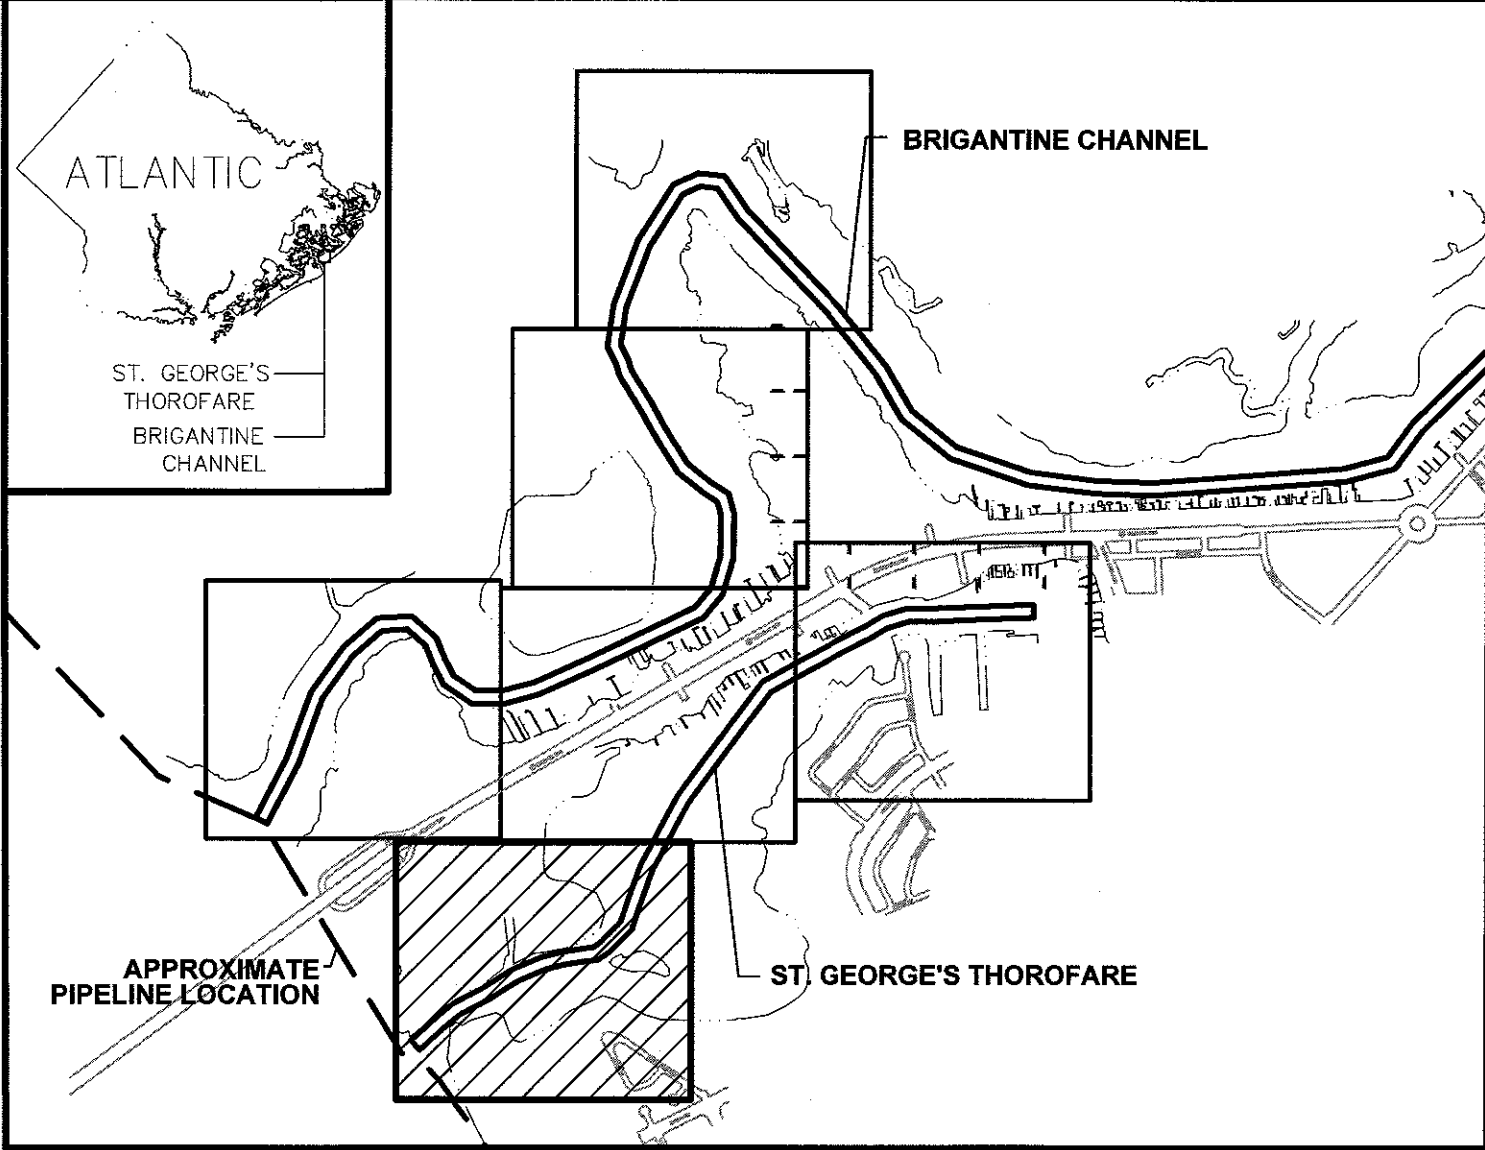 ATLANTIC
ST. GEORGE'S
THOROFARE
BRIGANTINE
CHANNEL
BRIGANTINE CHANNEL
APPROXIMATE
PIPELINE LOCATION
ST. GEORGE'S THOROFARE